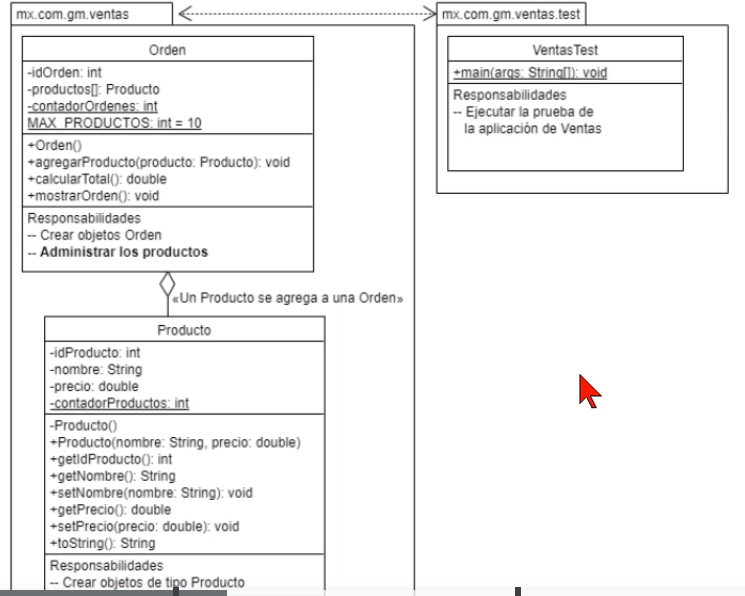 mx.com.gm.ventas
Orden
-idOrden: int
-productos[]: Producto
-contadorOrdenes: int
MAX_PRODUCTOS: int = 10
+Orden()
+agregarProducto(producto: Producto): void
+calcularTotal(): double
+mostrarOrden(): void
Responsabilidades
-- Crear objetos Orden
-- Administrar los productos
«Un Producto se agrega a una Orden»
Producto
-idProducto: int
-nombre: String
-precio: double
-contadorProductos: int
-Producto()
+Producto(nombre: String, precio: double)
+getIdProducto(): int
+getNombre(): String
+setNombre(nombre: String): void
+getPrecio(): double
+setPrecio(precio: double): void
+toString(): String
Responsabilidades
-- Crear objetos de tipo Producto
mx.com.gm.ventas.test
VentasTest
+main(args: String[]): void
Responsabilidades
-- Ejecutar la prueba de
la aplicación de Ventas